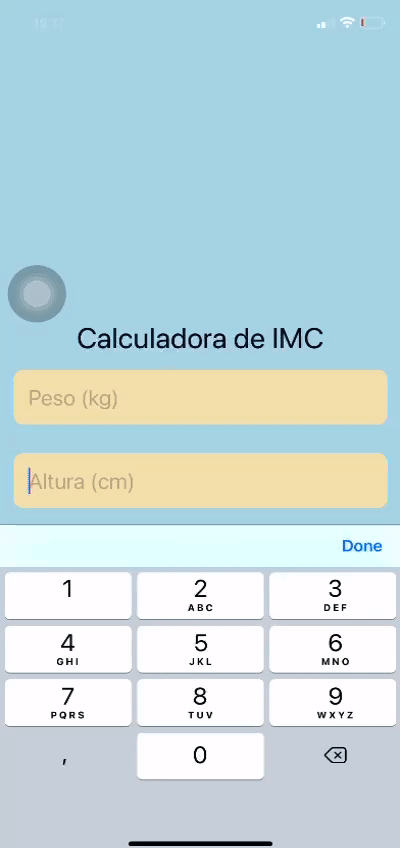 19:17
Calculadora de IMC
Peso (kg)
Altura (cm)
Done
1
2
ABC
3
DEF
4
GHI
5
JKL
6
MNO
7
PQRS
8
TUV
9
WXYZ
,
0